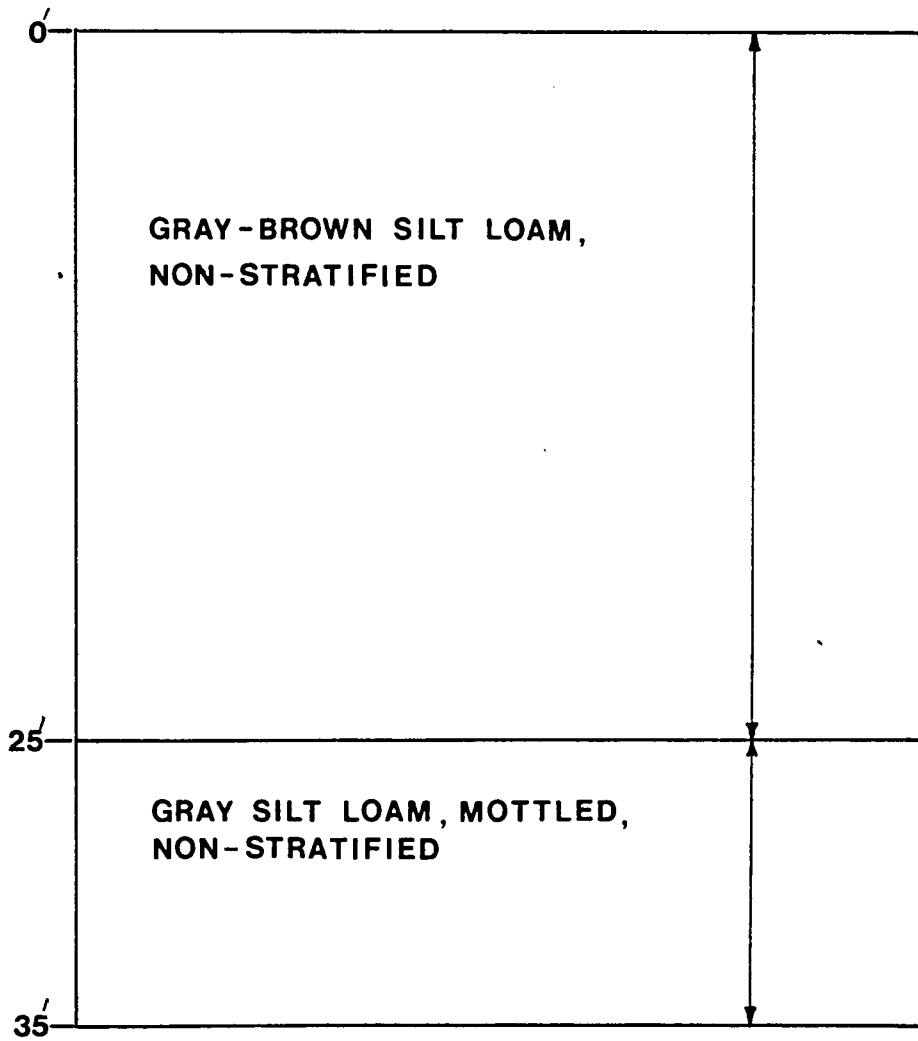 0'
GRAY-BROWN SILT LOAM,
NON-STRATIFIED
25'
GRAY SILT LOAM, MOTTLED,
NON-STRATIFIED
35'